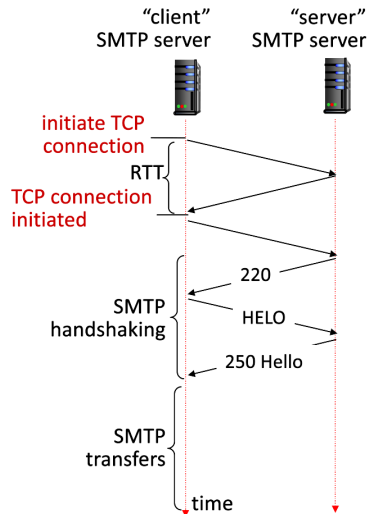 “client”
SMTP server
“server”
SMTP server
initiate TCP
connection
RTT
TCP connection
initiated
220
SMTP
handshaking
HELO
250 Hello
SMTP
transfers
time